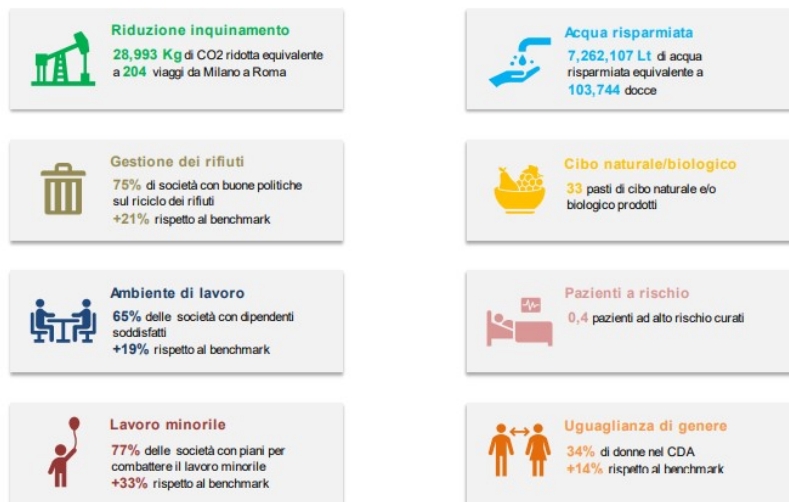 Riduzione inquinamento
28,993 Kg di CO2 ridotta equivalente
a 204 viaggi da Milano a Roma
Acqua risparmiata
7,262,107 Lt di acqua
risparmiata equivalente a
103,744 docce
Gestione dei rifiuti
75% di società con buone politiche
sul riciclo dei rifiuti
+21% rispetto al benchmark
Cibo naturale/biologico
33 pasti di cibo naturale e/o
biologico prodotti
Ambiente di lavoro
65% delle società con dipendenti
soddisfatti
+19% rispetto al benchmark
Pazienti a rischio
0,4 pazienti ad alto rischio curati
Lavoro minorile
77% delle società con piani per
combattere il lavoro minorile
+33% rispetto al benchmark
Uguaglianza di genere
34% di donne nel CDA
+14% rispetto al benchmark